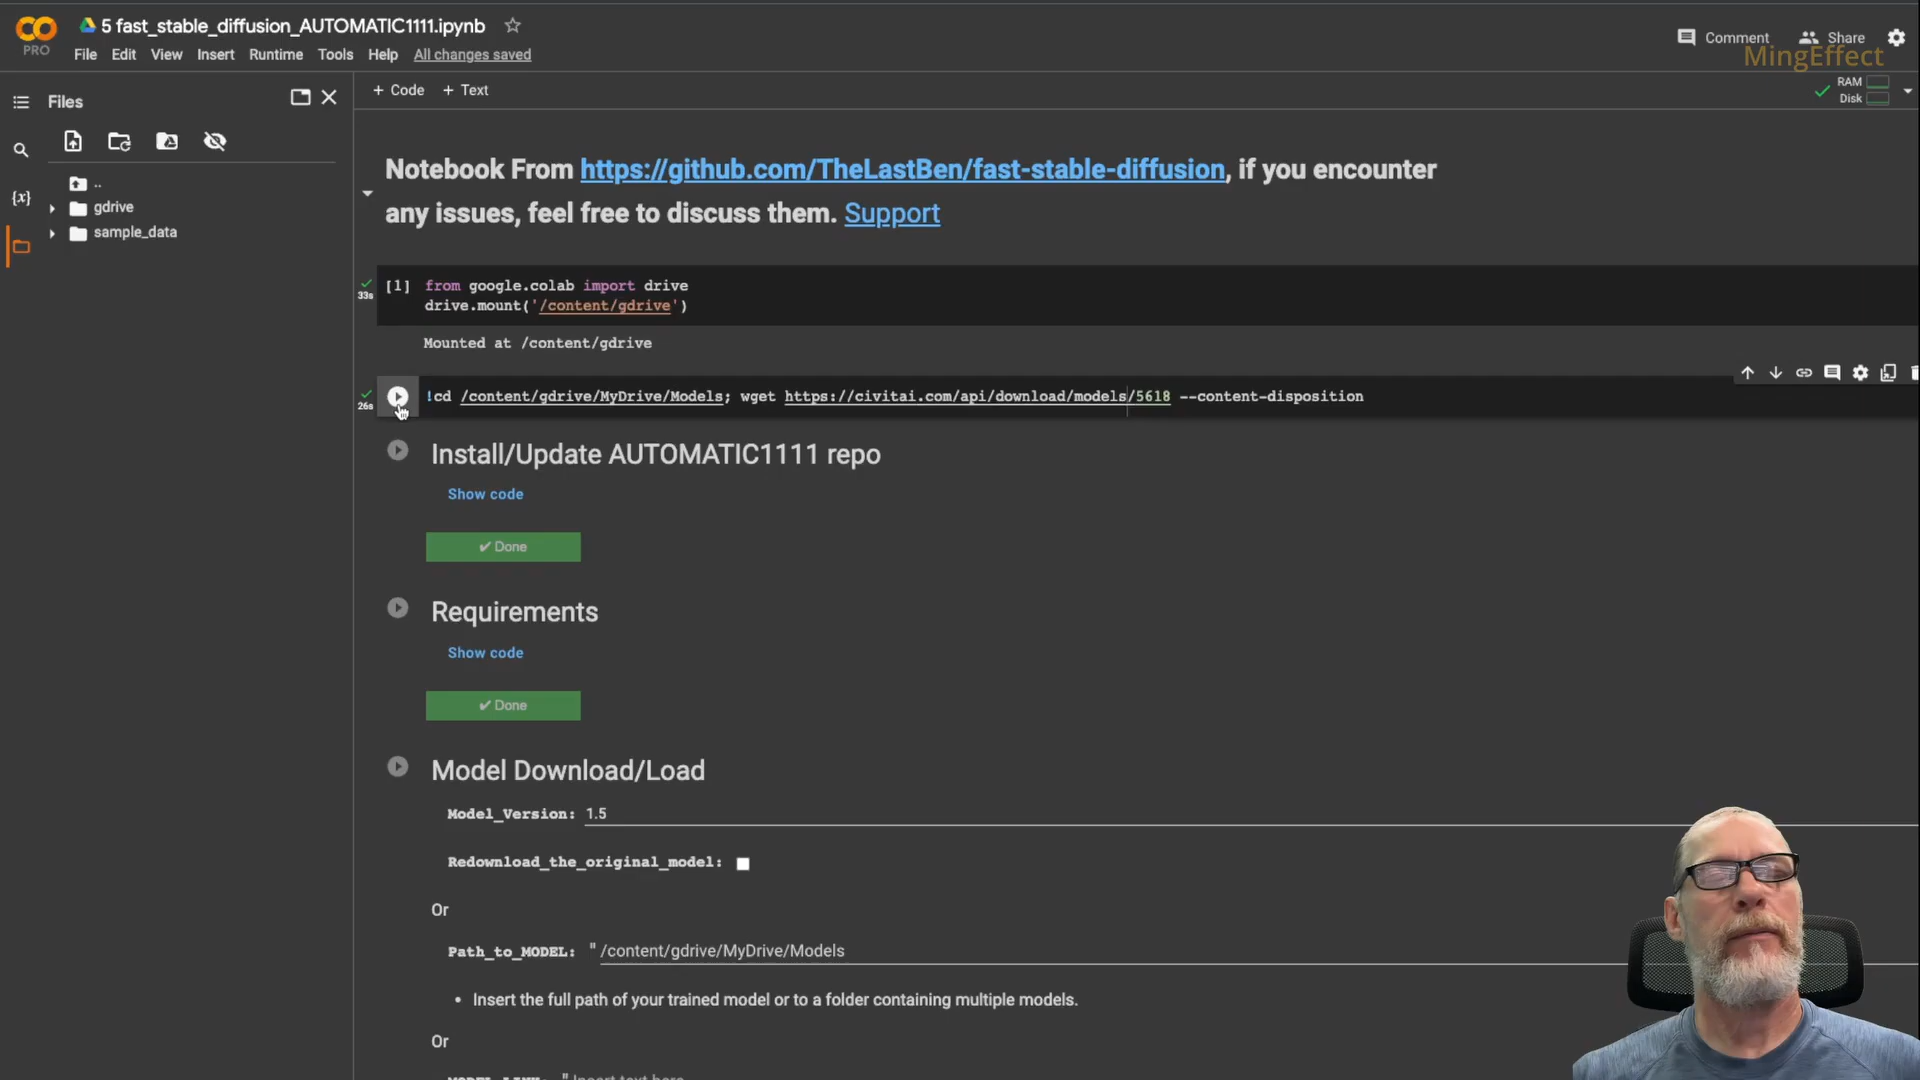 5 fast_stable_diffusion_AUTOMATIC1111.ipynb
PRO
File Edit View Insert Runtime Tools Help All changes saved
Comment Share
MingEffect
Files
+ Code + Text
RAM
Disk
..
gdrive
sample_data
{x}
Notebook From https://github.com/TheLastBen/fast-stable-diffusion, if you encounter
any issues, feel free to discuss them. Support
33s
[1] from google.colab import drive
drive.mount('/content/gdrive')
Mounted at /content/gdrive
26s
!cd /content/gdrive/MyDrive/Models; wget https://civitai.com/api/download/models/5618 --content-disposition
Install/Update AUTOMATIC1111 repo
Show code
✔ Done
Requirements
Show code
✔ Done
Model Download/Load
Model_Version: 1.5
Redownload_the_original_model:
Or
Path_to_MODEL: " /content/gdrive/MyDrive/Models
• Insert the full path of your trained model or to a folder containing multiple models.
Or
MODEL_LINK: " Insert text here